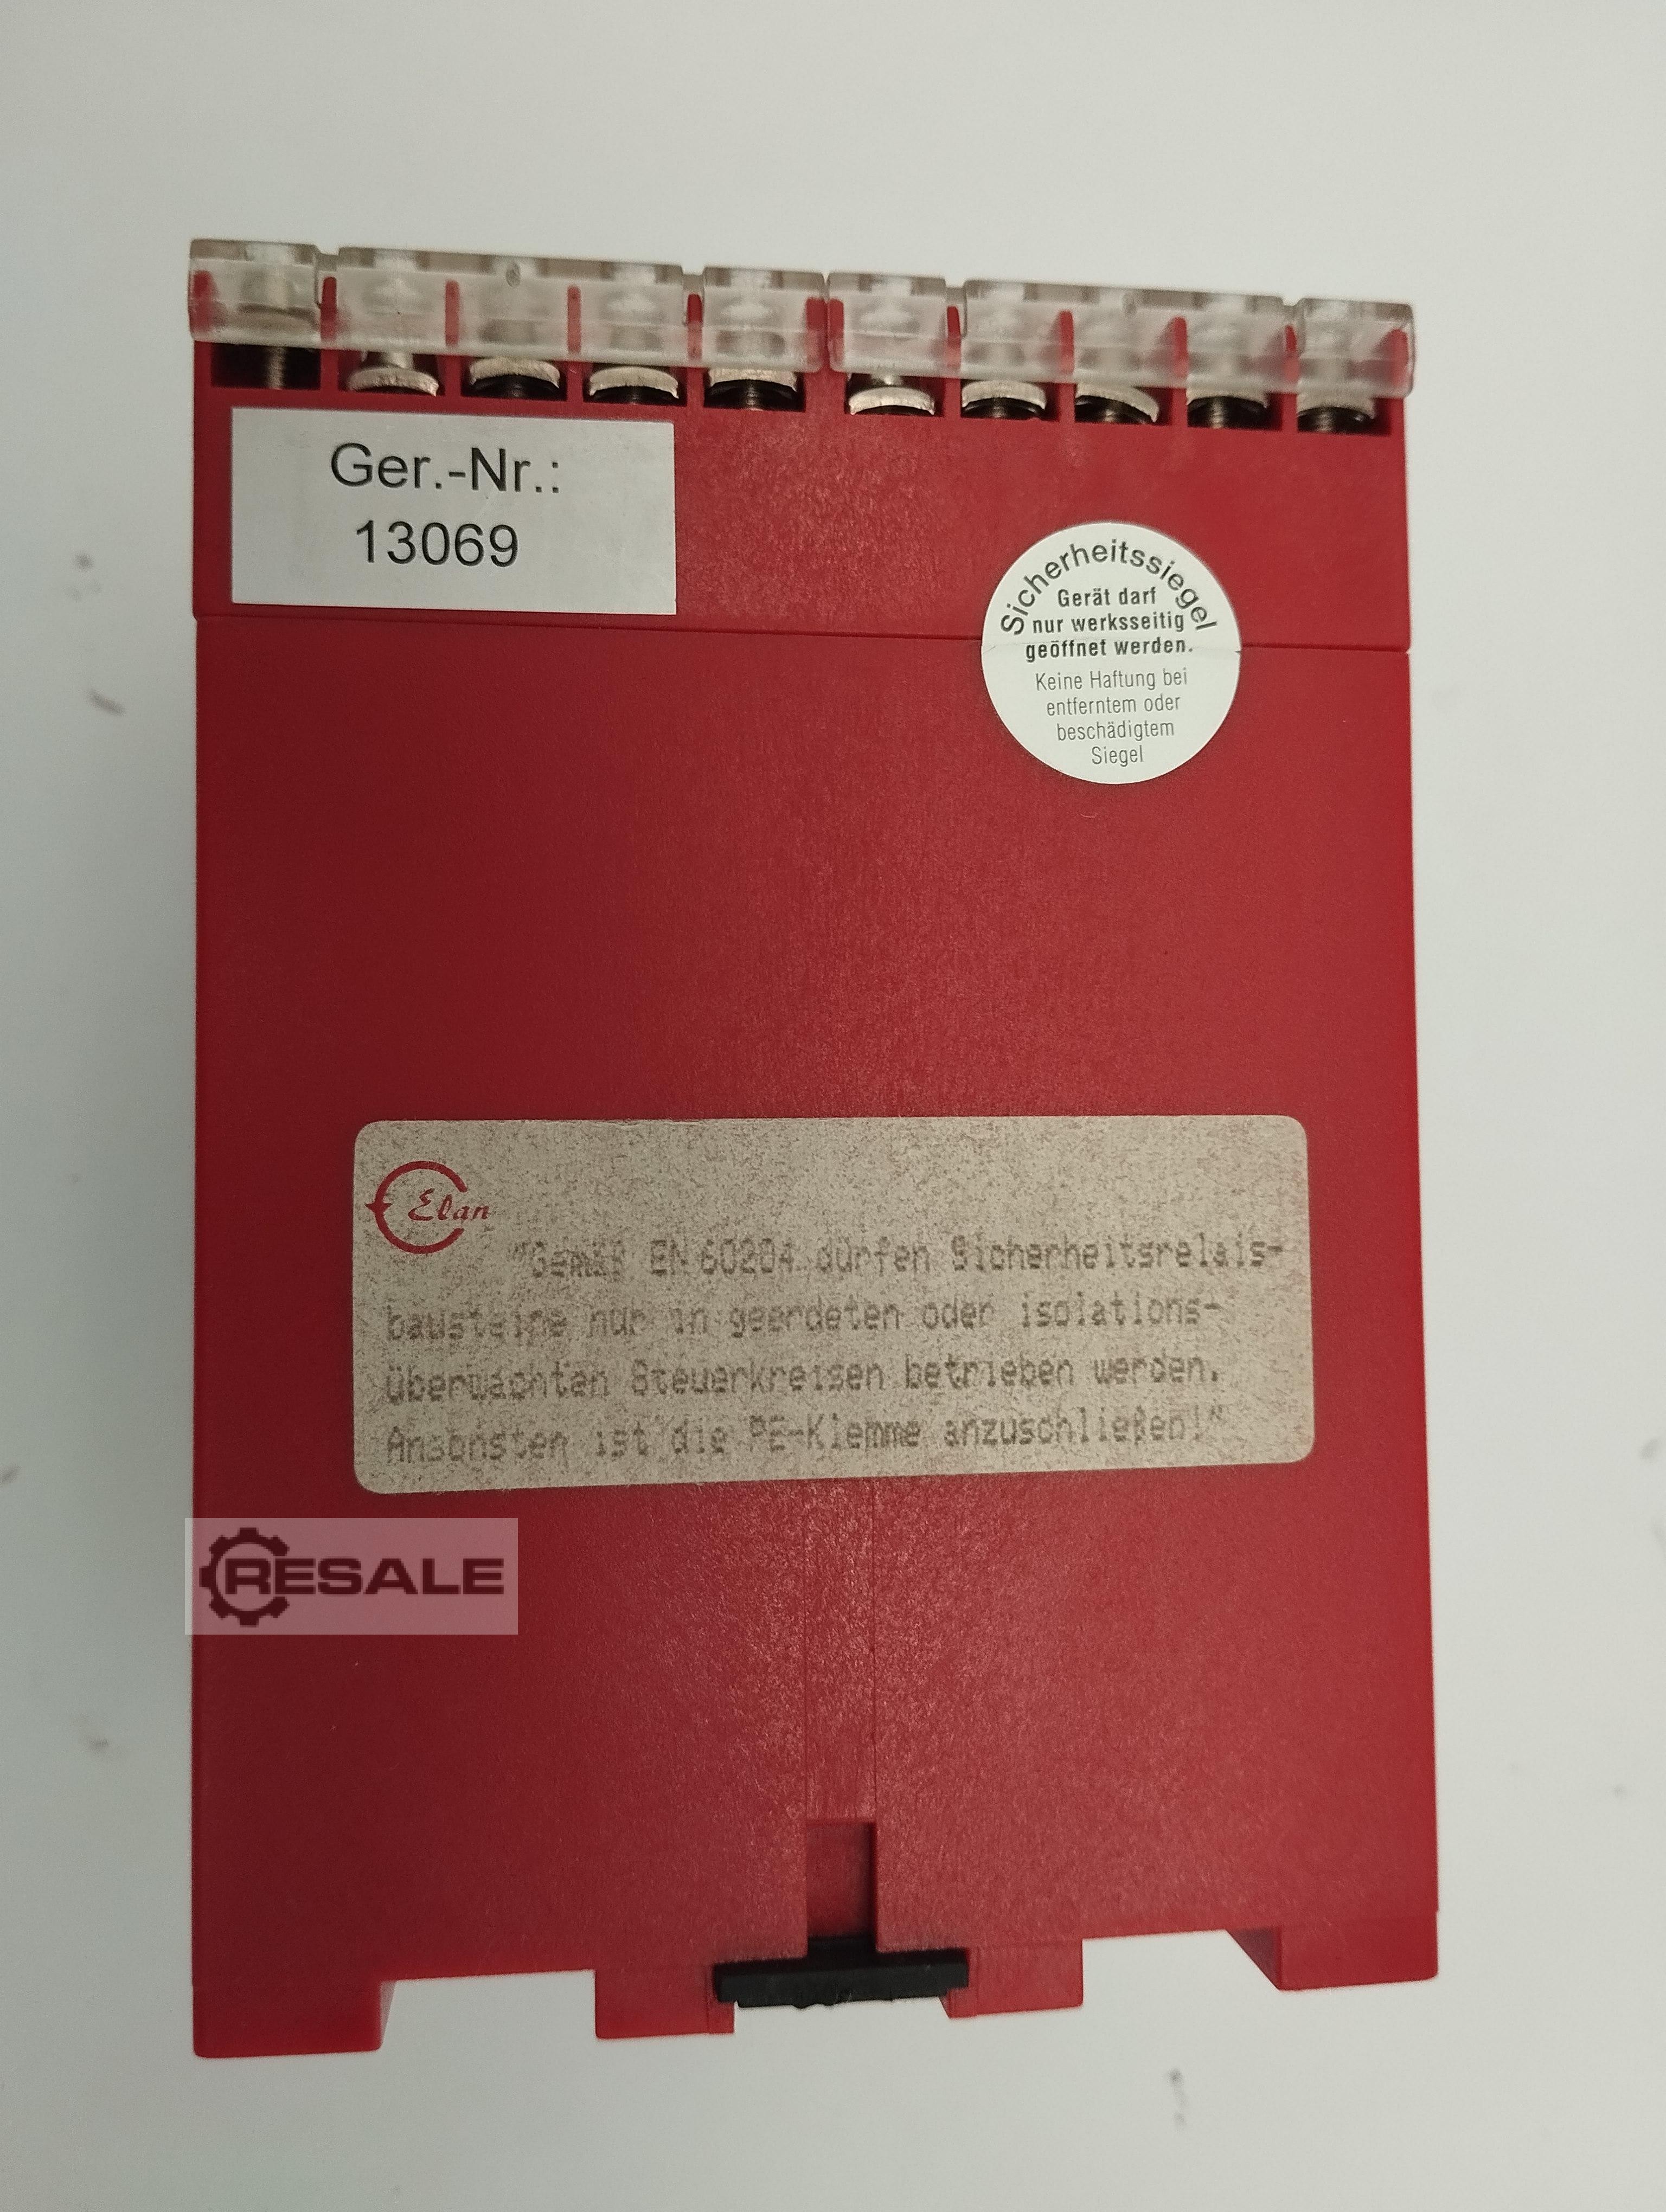 Ger.-Nr.:
13069
Sicherheitssiegel
Gerät darf
nur werksseitig
geöffnet werden.
Keine Haftung bei
entferntem oder
beschädigtem
Siegel
Elan
"Gemäß EN 60204 dürfen Sicherheitsrelais-
bausteine nur in geerdeten oder isolations-
überwachten Steuerkreisen betrieben werden.
Ansonsten ist die PE-Klemme anzuschließen!"
RESALE